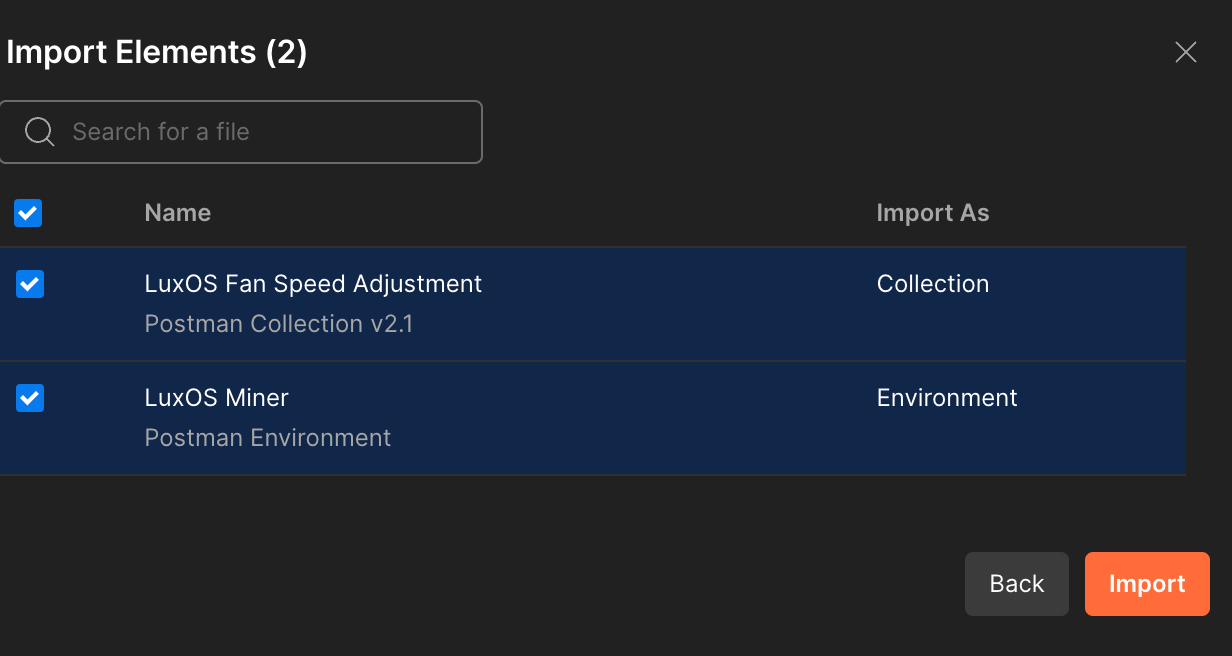 Import Elements (2)
Search for a file
Name Import As
LuxOS Fan Speed Adjustment Collection
Postman Collection v2.1
LuxOS Miner Environment
Postman Environment
Back Import